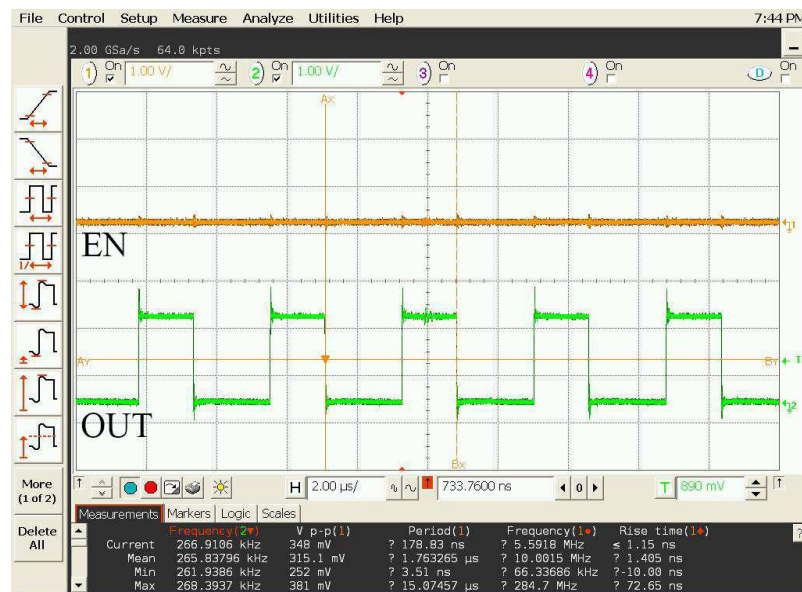 File Control Setup Measure Analyze Utilities Help 7:44 PM
2.00 GSa/s 64.0 kpts
1 On 1.00 V/ 2 On 1.00 V/ 3 On 4 On D
Ax
EN
1
Ay By T
OUT
2
Bx
1/
More
(1 of 2)
Delete
All
H 2.00 µs/ 733.7600 ns 0 T 890 mV
Measurements Markers Logic Scales
Frequency(2▼) V p-p(1) Period(1) Frequency(1●) Rise time(1♦) ?
Current 266.9106 kHz 348 mV ? 178.83 ns ? 5.5918 MHz ≤ 1.15 ns
Mean 265.83796 kHz 315.1 mV ? 1.763265 µs ? 10.0015 MHz ? 1.405 ns
Min 261.9386 kHz 252 mV ? 3.51 ns ? 66.33686 kHz ?-10.00 ns
Max 268.3937 kHz 381 mV ? 15.07457 µs ? 284.7 MHz ? 72.65 ns